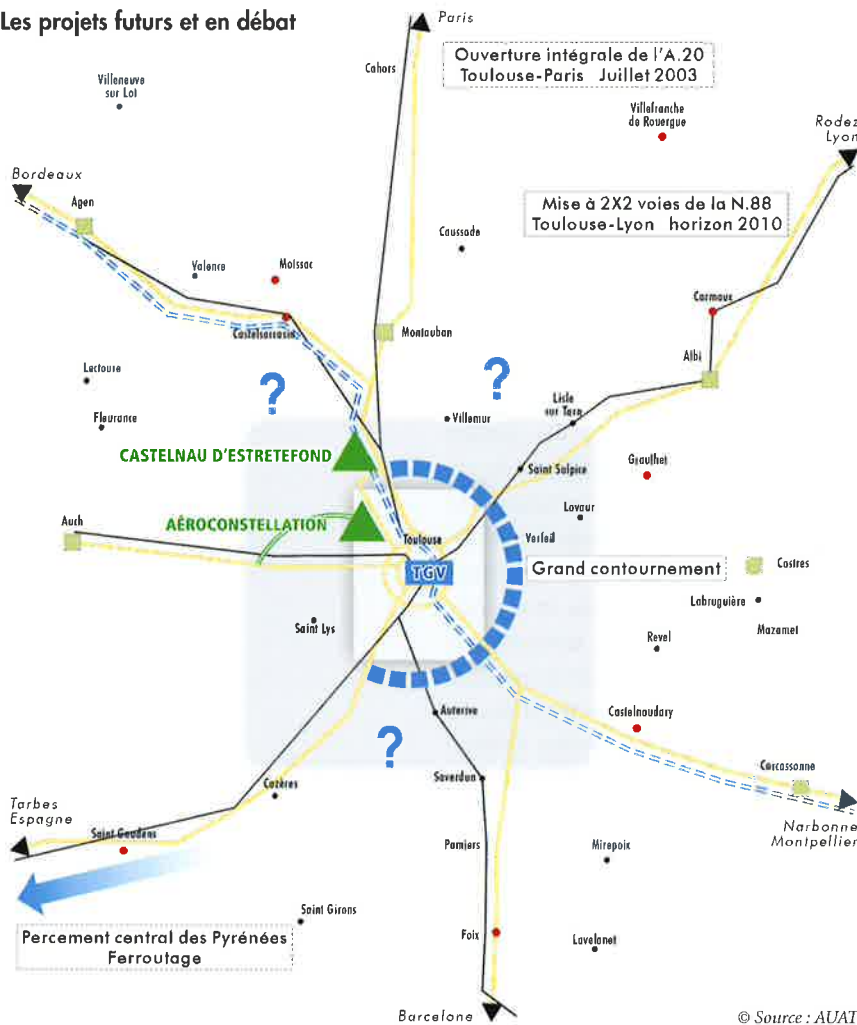 Les projets futurs et en débat
Paris
Ouverture intégrale de l'A.20
Toulouse-Paris Juillet 2003
Cahors
Villeneuve
sur Lot
Villefranche
de Rouergue
Rodez
Lyon
Bordeaux
Agen
Mise à 2X2 voies de la N.88
Toulouse-Lyon horizon 2010
Caussade
Valence
Moissac
Carmaux
Castelsarrasin
Montauban
Albi
Lectoure
?
?
Lisle
sur Tarn
Fleurance
Villemur
CASTELNAU D'ESTRETEFOND
Saint Sulpice
Graulhet
Lavaur
Auch
AÉROCONSTELLATION
Toulouse
Verfeil
TGV
Grand contournement
Castres
Labruguière
Mazamet
Saint Lys
Revel
Auterive
Castelnaudary
?
Carcassonne
Cazères
Saverdun
Tarbes
Espagne
Saint Gaudens
Narbonne
Montpellier
Pamiers
Mirepoix
Saint Girons
Percement central des Pyrénées
Ferroutage
Foix
Lavelanet
Barcelone
© Source : AUAT